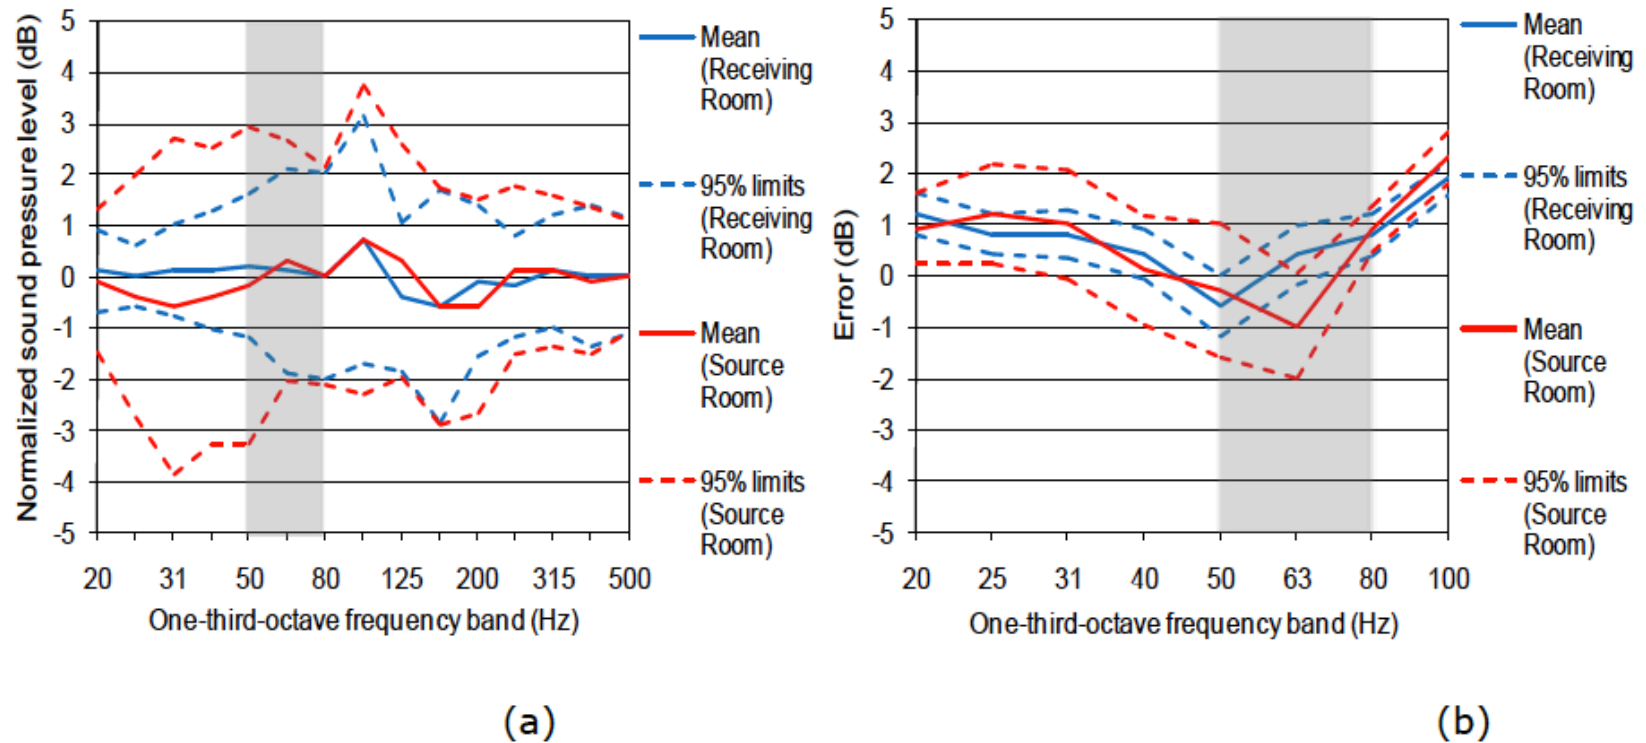 Normalized sound pressure level (dB)
5
4
3
2
1
0
-1
-2
-3
-4
-5
20 31 50 80 125 200 315 500
One-third-octave frequency band (Hz)
Mean
(Receiving
Room)
95% limits
(Receiving
Room)
Mean
(Source
Room)
95% limits
(Source
Room)
(a)
Error (dB)
5
4
3
2
1
0
-1
-2
-3
-4
-5
20 25 31 40 50 63 80 100
One-third-octave frequency band (Hz)
Mean
(Receiving
Room)
95% limits
(Receiving
Room)
Mean
(Source
Room)
95% limits
(Source
Room)
(b)